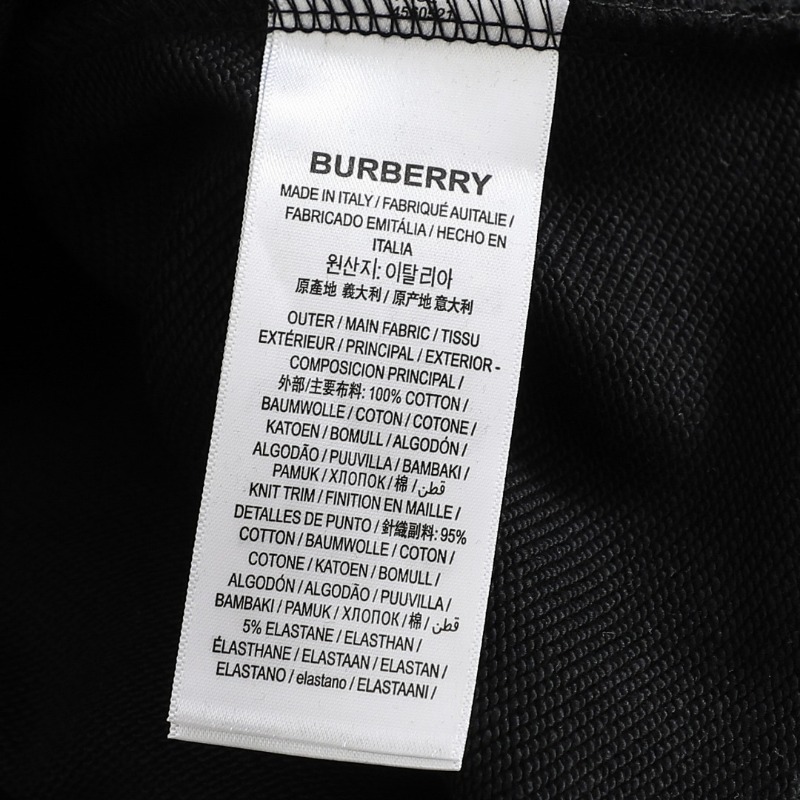 BURBERRY
MADE IN ITALY / FABRIQUÉ AUITALIE /
FABRICADO EMITÁLIA / HECHO EN
ITALIA
원산지: 이탈리아
原產地 義大利 / 原产地 意大利
OUTER / MAIN FABRIC / TISSU
EXTÉRIEUR / PRINCIPAL / EXTERIOR -
COMPOSICION PRINCIPAL /
外部/主要布料: 100% COTTON /
BAUMWOLLE / COTON / COTONE /
KATOEN / BOMULL / ALGODÓN /
ALGODÃO / PUUVILLA / BAMBAKI /
PAMUK / ХЛОПОК / 棉 / قطن
KNIT TRIM / FINITION EN MAILLE /
DETALLES DE PUNTO / 針織副料: 95%
COTTON / BAUMWOLLE / COTON /
COTONE / KATOEN / BOMULL /
ALGODÓN / ALGODÃO / PUUVILLA /
BAMBAKI / PAMUK / ХЛОПОК / 棉 / قطن
5% ELASTANE / ELASTHAN /
ÉLASTHANE / ELASTAAN / ELASTAN /
ELASTANO / elastano / ELASTAANI /